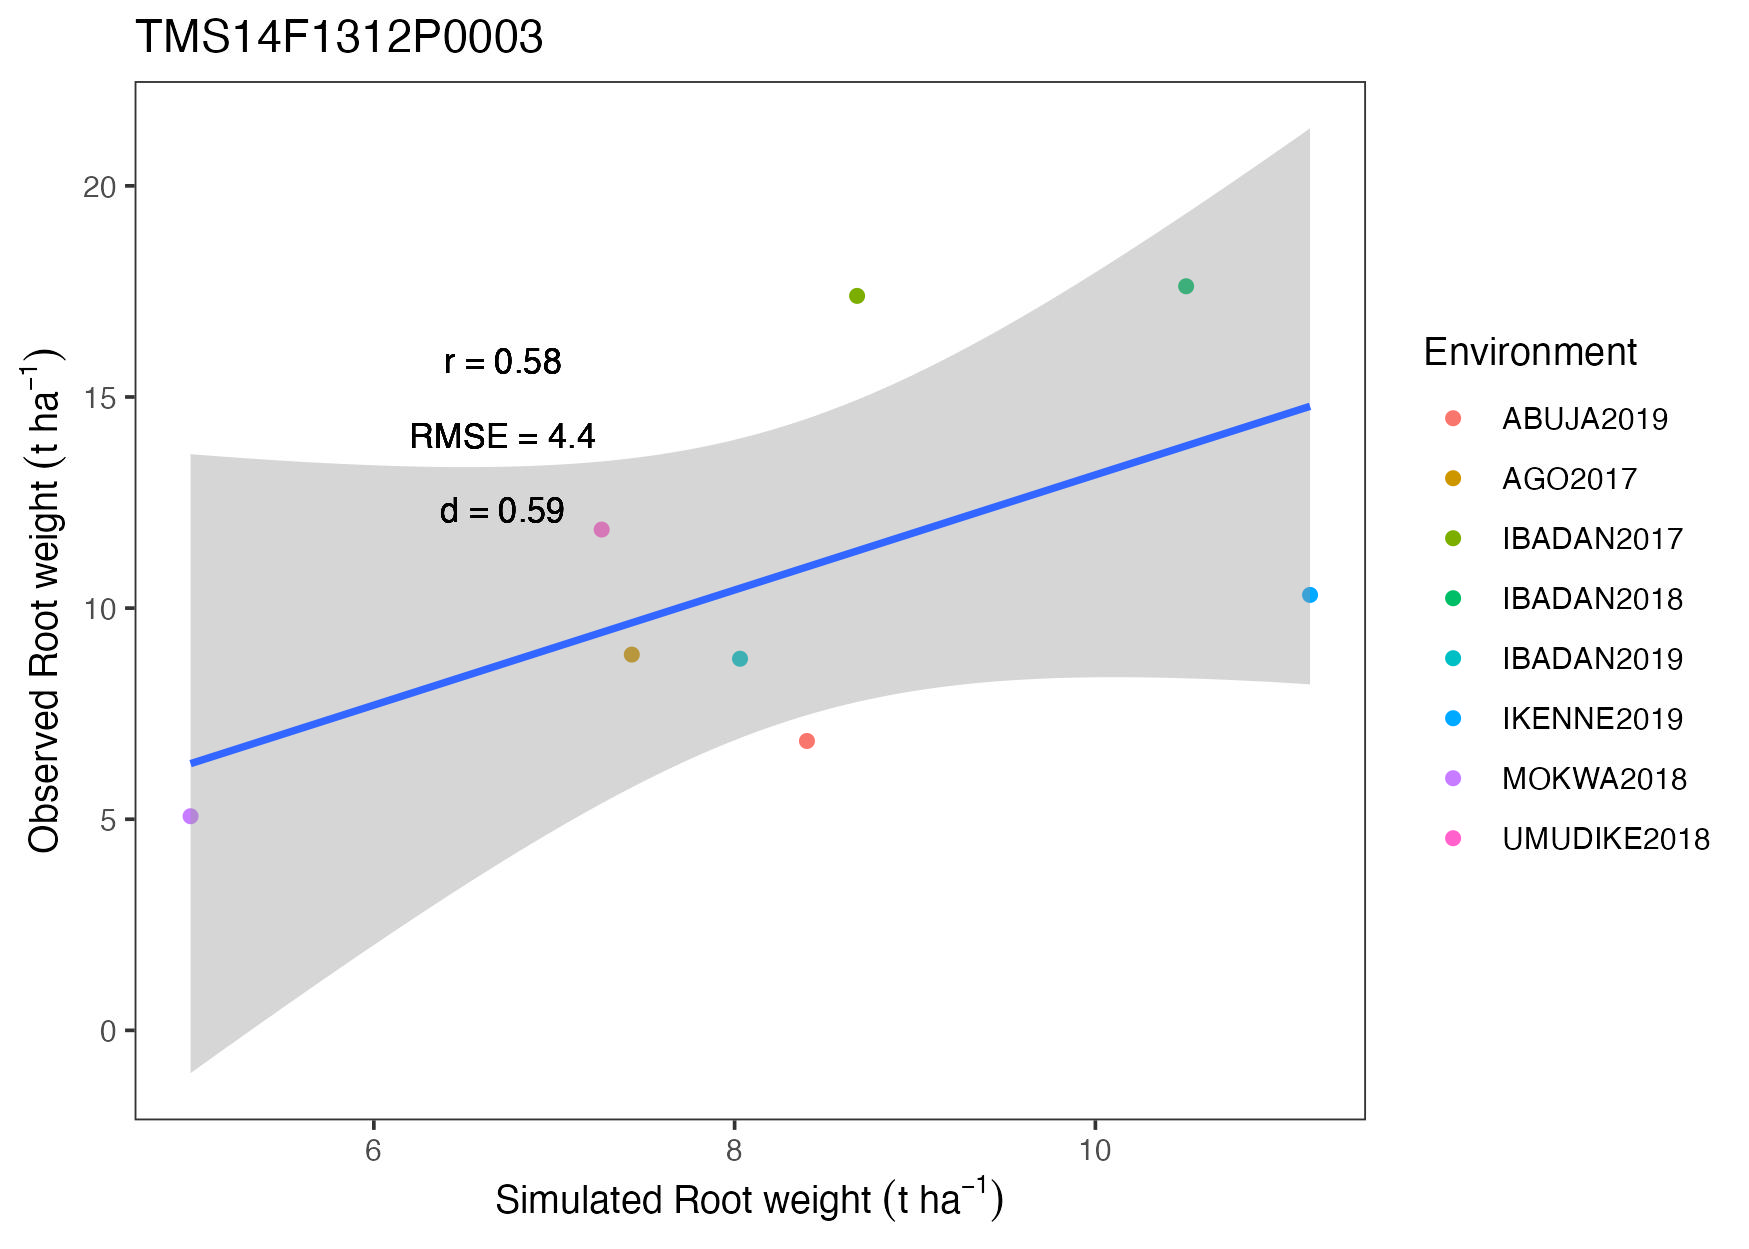 TMS14F1312P0003
Observed Root weight (t ha⁻¹)
20
15
10
5
0
r = 0.58
RMSE = 4.4
d = 0.59
6
8
10
Simulated Root weight (t ha⁻¹)
Environment
ABUJA2019
AGO2017
IBADAN2017
IBADAN2018
IBADAN2019
IKENNE2019
MOKWA2018
UMUDIKE2018